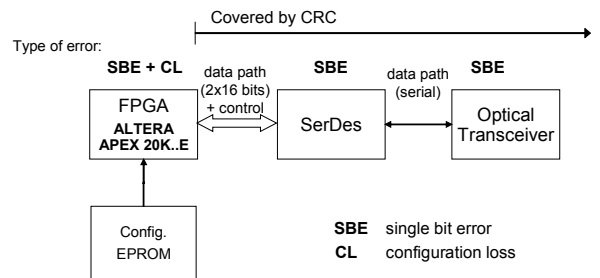 Covered by CRC
Type of error:
SBE + CL
data path
(2x16 bits)
+ control
SBE
data path
(serial)
SBE
FPGA
ALTERA
APEX 20K..E
SerDes
Optical
Transceiver
Config.
EPROM
SBE single bit error
CL configuration loss